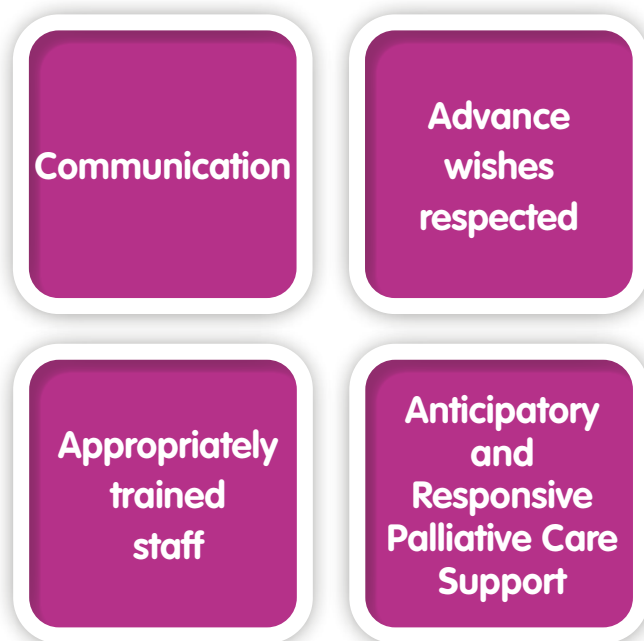 Communication
Advance
wishes
respected
Appropriately
trained
staff
Anticipatory
and
Responsive
Palliative Care
Support